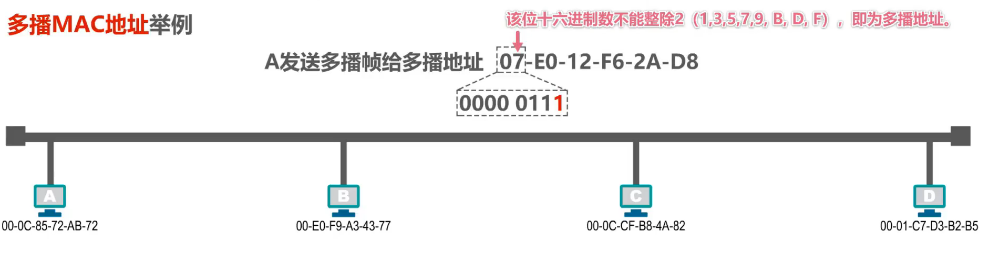 多播MAC地址举例
该位十六进制数不能整除2（1,3,5,7,9, B, D, F），即为多播地址。
A发送多播帧给多播地址 07-E0-12-F6-2A-D8
0000 0111
A
B
C
D
00-0C-85-72-AB-72
00-E0-F9-A3-43-77
00-0C-CF-B8-4A-82
00-01-C7-D3-B2-B5